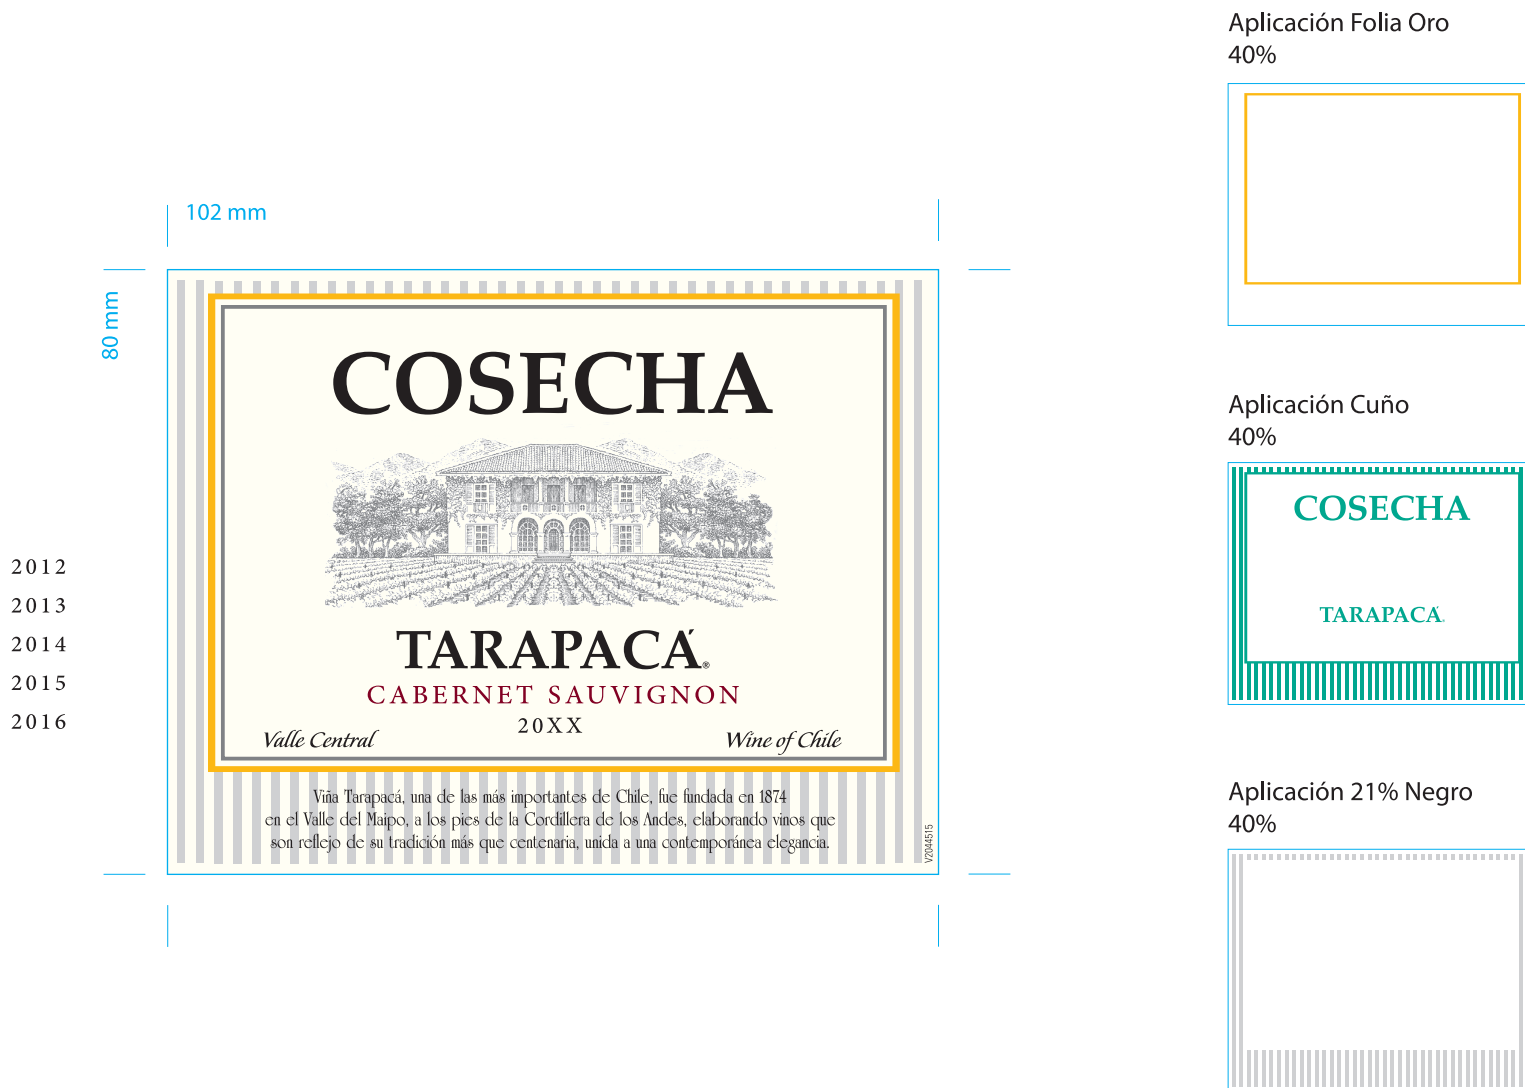 Aplicación Folia Oro
40%
102 mm
80 mm
COSECHA
TARAPACÁ®
CABERNET SAUVIGNON
20XX
Valle Central
Wine of Chile
Viña Tarapacá, una de las más importantes de Chile, fue fundada en 1874
en el Valle del Maipo, a los pies de la Cordillera de los Andes, elaborando vinos que
son reflejo de su tradición más que centenaria, unida a una contemporánea elegancia.
V2044515
2012
2013
2014
2015
2016
Aplicación Cuño
40%
COSECHA
TARAPACÁ®
Aplicación 21% Negro
40%